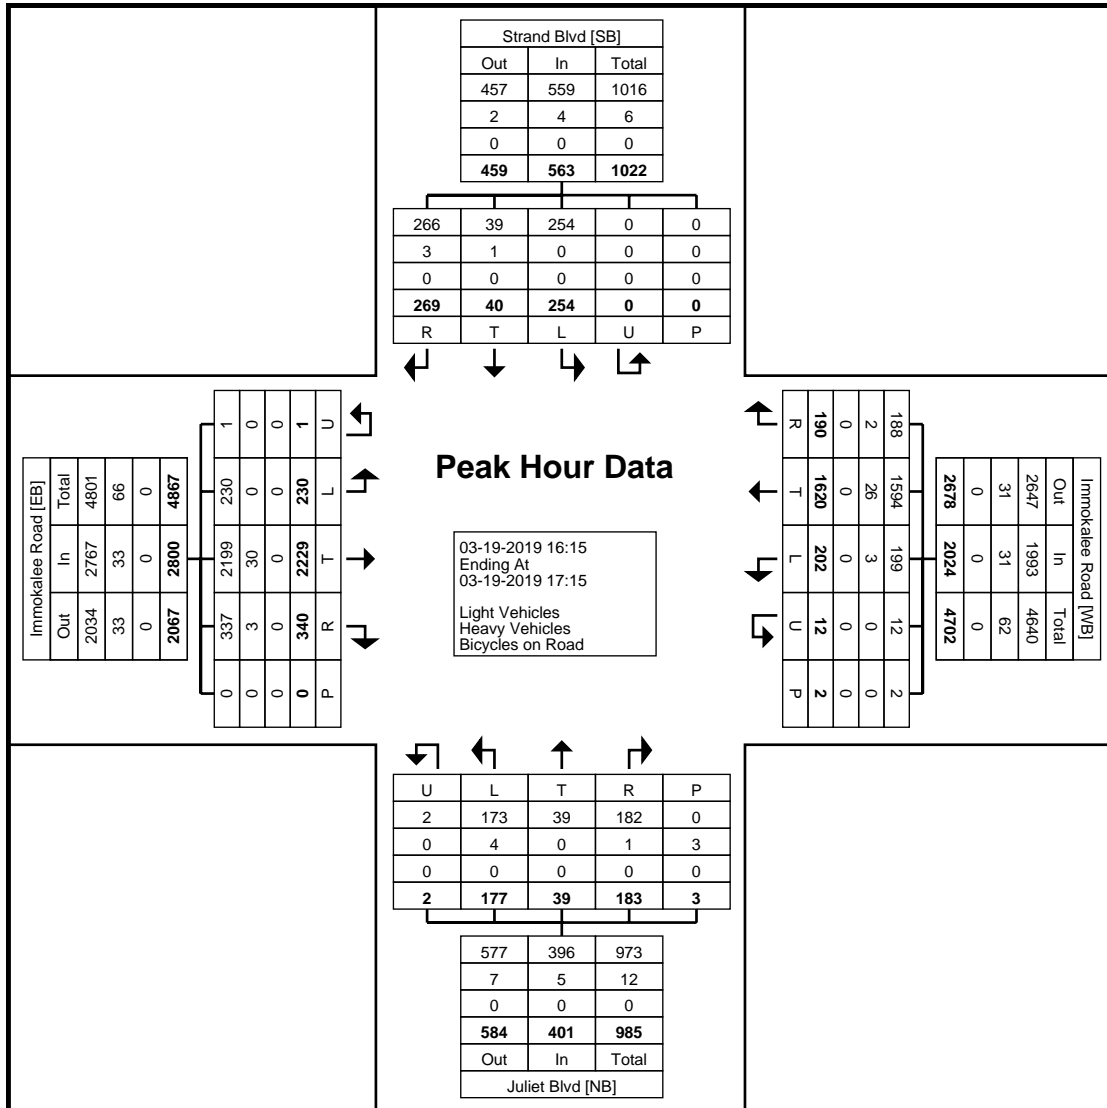 Strand Blvd [SB]
Out In Total
457 559 1016
2 4 6
0 0 0
459 563 1022
266 39 254 0 0
3 1 0 0 0
0 0 0 0 0
269 40 254 0 0
R T L U P
Immokalee Road [EB]
Total 4801 66 0 4867
In 2767 33 0 2800
Out 2034 33 0 2067
1 0 0 1 U
230 0 0 230 L
2199 30 0 2229 T
337 3 0 340 R
0 0 0 0 P
Peak Hour Data
03-19-2019 16:15
Ending At
03-19-2019 17:15
Light Vehicles
Heavy Vehicles
Bicycles on Road
R 190 0 2 188
T 1620 0 26 1594
L 202 0 3 199
U 12 0 0 12
P 2 0 0 2
Immokalee Road [WB]
2678 0 31 2647 Out
2024 0 31 1993 In
4702 0 62 4640 Total
U L T R P
2 173 39 182 0
0 4 0 1 3
0 0 0 0 0
2 177 39 183 3
577 396 973
7 5 12
0 0 0
584 401 985
Out In Total
Juliet Blvd [NB]